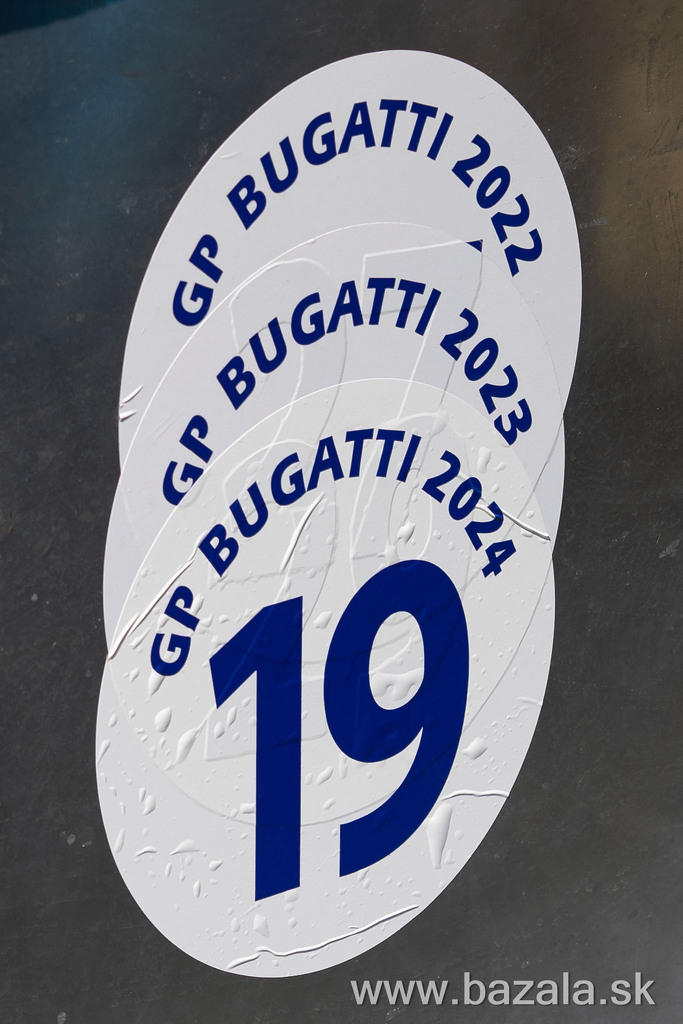 GP BUGATTI 2022
GP BUGATTI 2023
GP BUGATTI 2024
19
www.bazala.sk